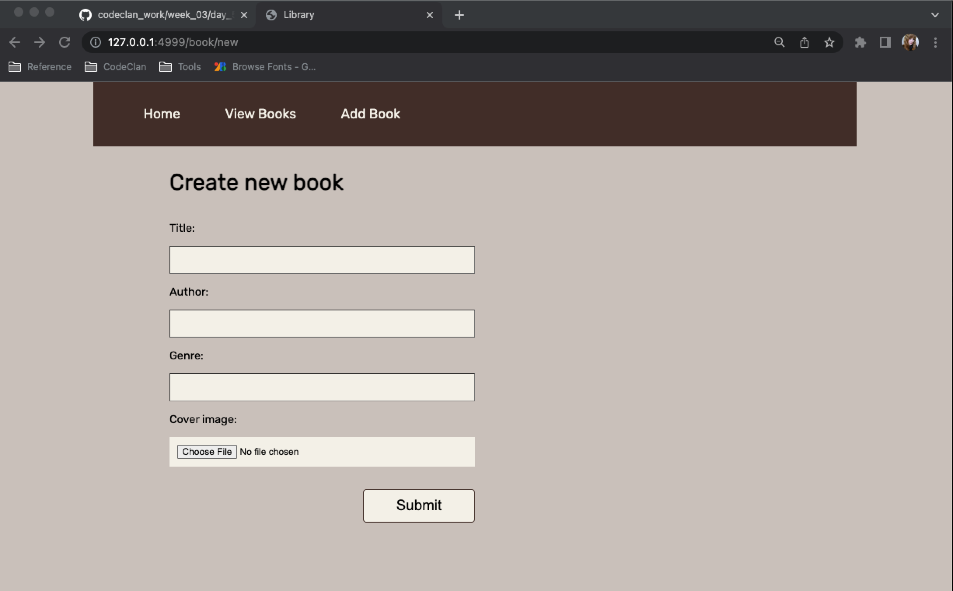 codeclan_work/week_03/day_
Library
127.0.0.1:4999/book/new
Reference CodeClan Tools Browse Fonts - G...
Home View Books Add Book
Create new book
Title:
Author:
Genre:
Cover image:
Choose File No file chosen
Submit